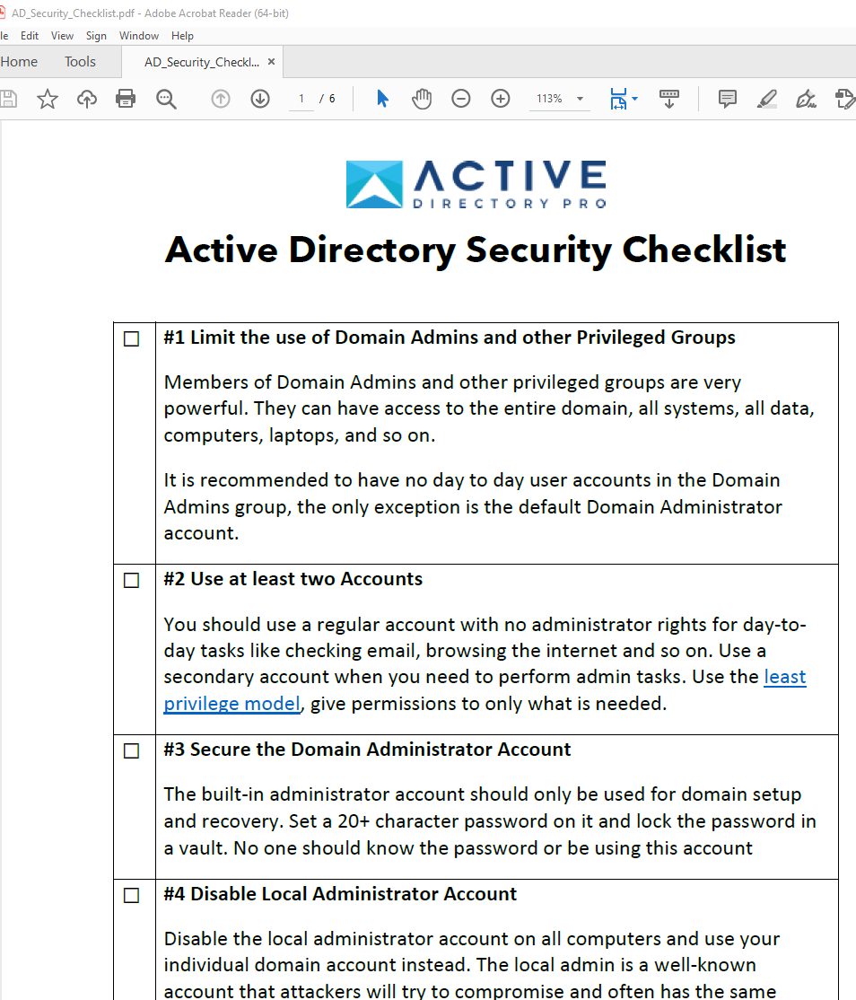 AD_Security_Checklist.pdf - Adobe Acrobat Reader (64-bit)
le Edit View Sign Window Help
Home Tools AD_Security_Checkl... ×
1 / 6 113%
ACTIVE
DIRECTORY PRO
Active Directory Security Checklist
#1 Limit the use of Domain Admins and other Privileged Groups
Members of Domain Admins and other privileged groups are very
powerful. They can have access to the entire domain, all systems, all data,
computers, laptops, and so on.
It is recommended to have no day to day user accounts in the Domain
Admins group, the only exception is the default Domain Administrator
account.
#2 Use at least two Accounts
You should use a regular account with no administrator rights for day-to-
day tasks like checking email, browsing the internet and so on. Use a
secondary account when you need to perform admin tasks. Use the least
privilege model, give permissions to only what is needed.
#3 Secure the Domain Administrator Account
The built-in administrator account should only be used for domain setup
and recovery. Set a 20+ character password on it and lock the password in
a vault. No one should know the password or be using this account
#4 Disable Local Administrator Account
Disable the local administrator account on all computers and use your
individual domain account instead. The local admin is a well-known
account that attackers will try to compromise and often has the same